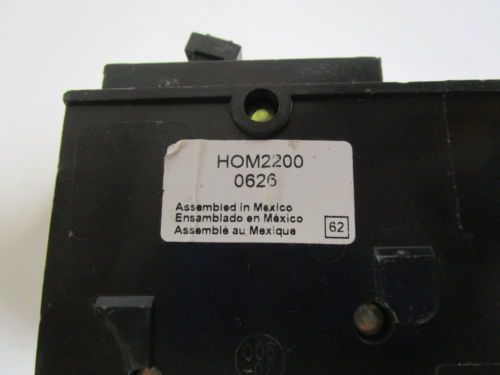 HOM2200
0626
Assembled in Mexico
Ensamblado en México
Assemblé au Mexique
62